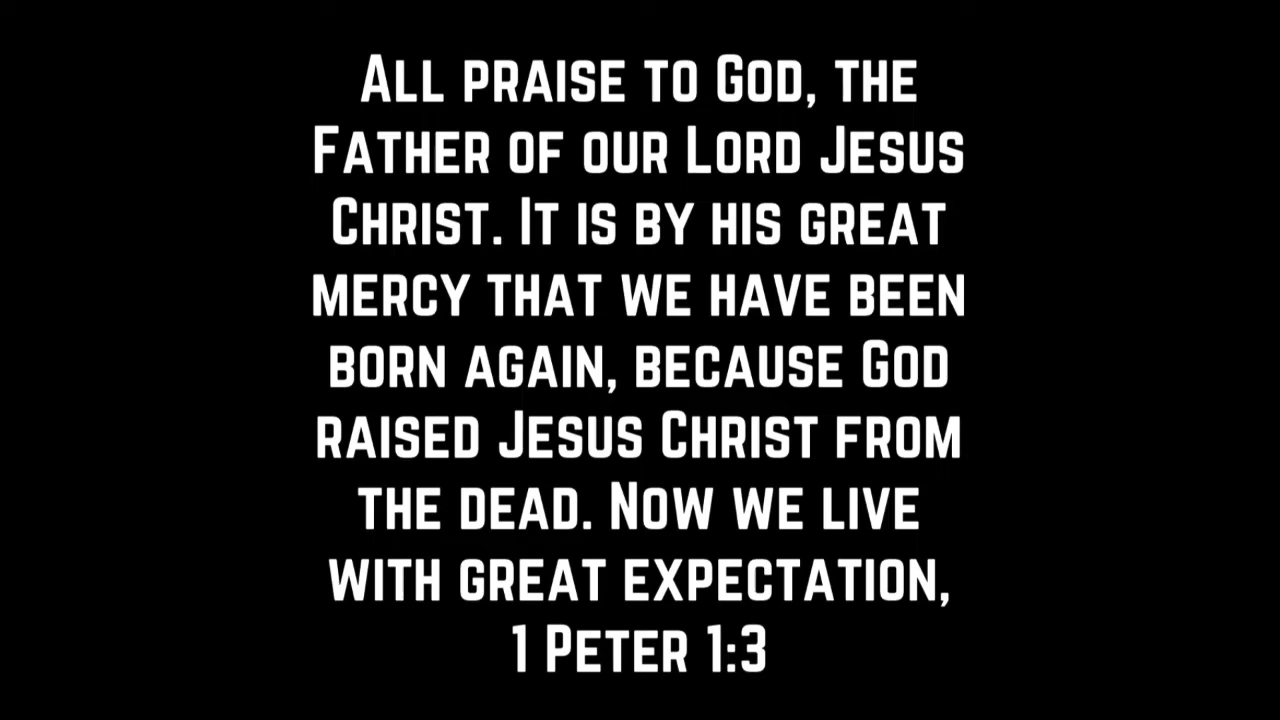 All praise to God, the
Father of our Lord Jesus
Christ. It is by his great
mercy that we have been
born again, because God
raised Jesus Christ from
the dead. Now we live
with great expectation,
1 Peter 1:3